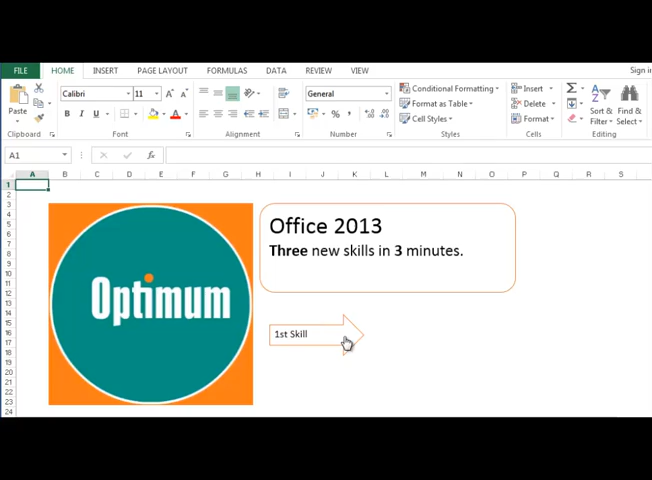 FILE HOME INSERT PAGE LAYOUT FORMULAS DATA REVIEW VIEW Sign in
Paste
Calibri 11
B I U
General
%
Conditional Formatting
Format as Table
Cell Styles
Insert
Delete
Format
Sort &
Filter
Find &
Select
Clipboard Font Alignment Number Styles Cells Editing
A1 fx
A B C D E F G H I J K L M N O P Q R S
1
2
3
4
5
6
7
8
9
10
11
12
13
14
15
16
17
18
19
20
21
22
23
24
Optimum
Office 2013
Three new skills in 3 minutes.
1st Skill